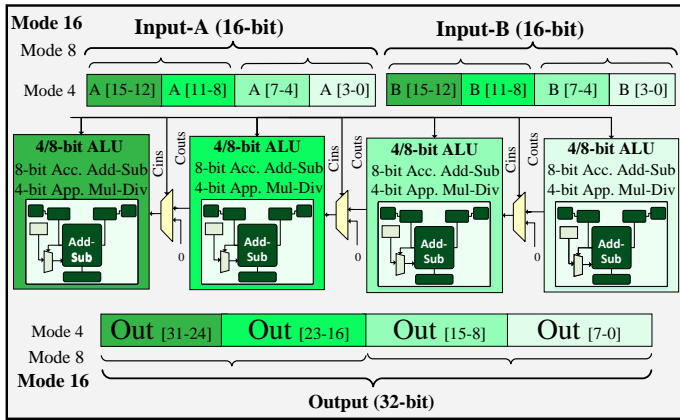 Mode 16 Input-A (16-bit) Input-B (16-bit)
Mode 8
Mode 4 A [15-12] A [11-8] A [7-4] A [3-0] B [15-12] B [11-8] B [7-4] B [3-0]
4/8-bit ALU
8-bit Acc. Add-Sub
4-bit App. Mul-Div
Add-
Sub
Cins
Couts
0
4/8-bit ALU
8-bit Acc. Add-Sub
4-bit App. Mul-Div
Add-
Sub
Cins
Couts
0
4/8-bit ALU
8-bit Acc. Add-Sub
4-bit App. Mul-Div
Add-
Sub
Cins
Couts
0
4/8-bit ALU
8-bit Acc. Add-Sub
4-bit App. Mul-Div
Add-
Sub
Mode 4 Out [31-24] Out [23-16] Out [15-8] Out [7-0]
Mode 8
Mode 16
Output (32-bit)